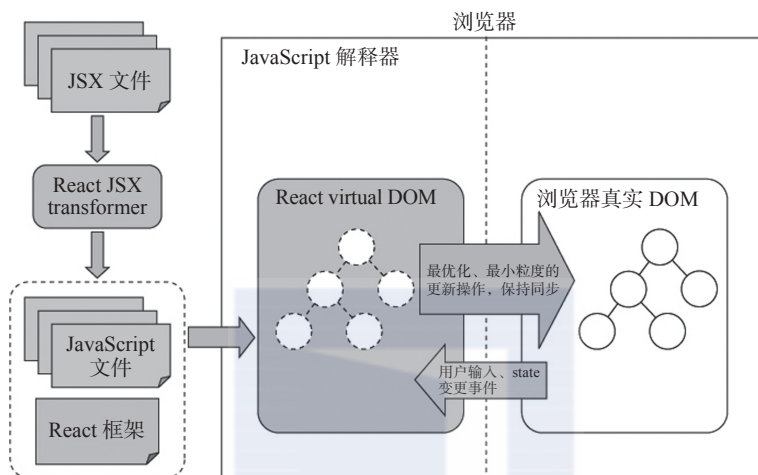 浏览器
JavaScript 解释器
JSX 文件
React JSX
transformer
JavaScript
文件
React 框架
React virtual DOM
浏览器真实 DOM
最优化、最小粒度的
更新操作，保持同步
用户输入、state
变更事件